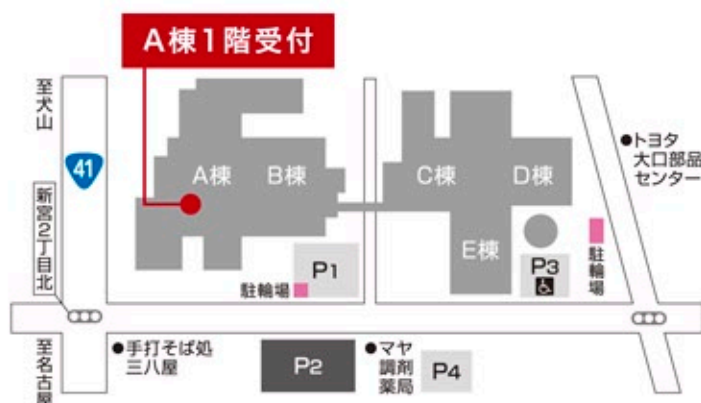 A棟1階受付
至犬山
41
新宮2丁目北
至名古屋
A棟
B棟
C棟
D棟
E棟
●トヨタ
大口部品
センター
P1
駐輪場
P3
駐輪場
●手打そば処
三八屋
P2
●マヤ
調剤
薬局
P4